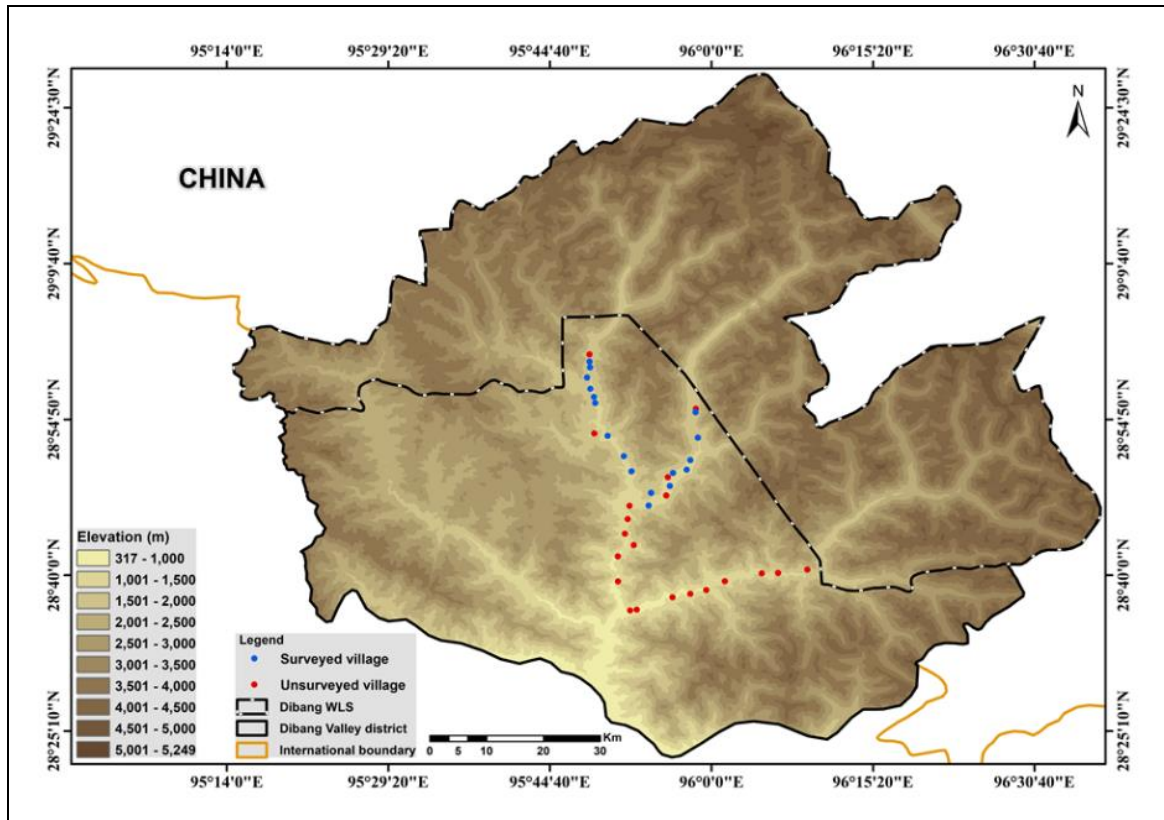 95°14'0"E 95°29'20"E 95°44'40"E 96°0'0"E 96°15'20"E 96°30'40"E
N
29°24'30"N 29°24'30"N
CHINA
29°9'40"N 29°9'40"N
28°54'50"N 28°54'50"N
28°40'0"N 28°40'0"N
28°25'10"N 28°25'10"N
Elevation (m)
317 - 1,000
1,001 - 1,500
1,501 - 2,000
2,001 - 2,500
2,501 - 3,000
3,001 - 3,500
3,501 - 4,000
4,001 - 4,500
4,501 - 5,000
5,001 - 5,249
Legend
Surveyed village
Unsurveyed village
Dibang WLS
Dibang Valley district
International boundary
Km
0 5 10 20 30
95°14'0"E 95°29'20"E 95°44'40"E 96°0'0"E 96°15'20"E 96°30'40"E